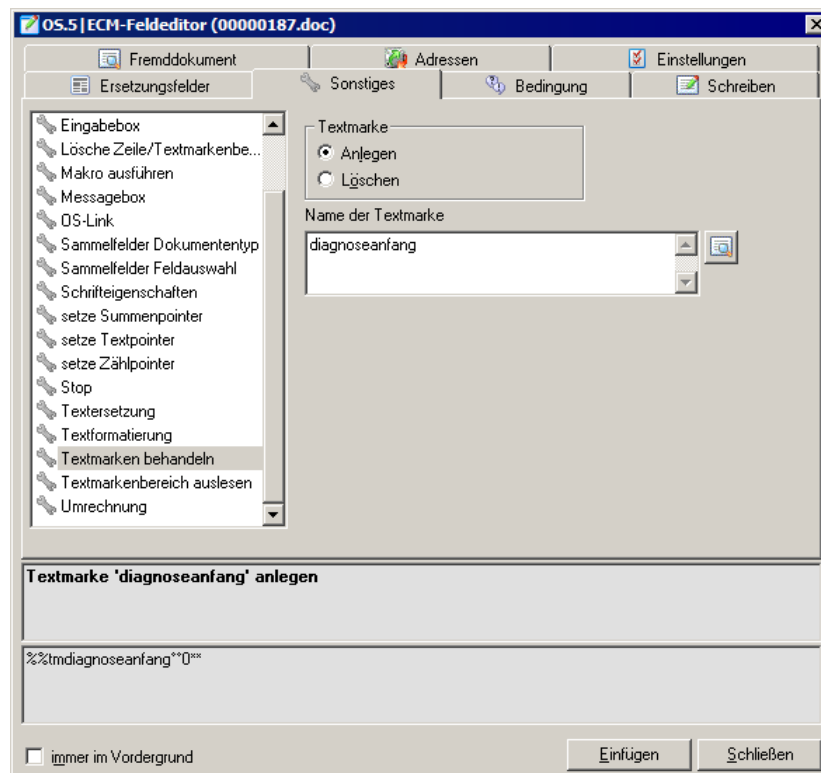 OS.5|ECM-Feldeditor (00000187.doc)
Fremddokument
Adressen
Einstellungen
Ersetzungsfelder
Sonstiges
Bedingung
Schreiben
Eingabebox
Lösche Zeile/Textmarkenbe...
Makro ausführen
Messagebox
OS-Link
Sammelfelder Dokumententyp
Sammelfelder Feldauswahl
Schrifteigenschaften
setze Summenpointer
setze Textpointer
setze Zählpointer
Stop
Textersetzung
Textformatierung
Textmarken behandeln
Textmarkenbereich auslesen
Umrechnung
Textmarke
Anlegen
Löschen
Name der Textmarke
diagnoseanfang
Textmarke 'diagnoseanfang' anlegen
%%tmdiagnoseanfang**0**
immer im Vordergrund
Einfügen
Schließen